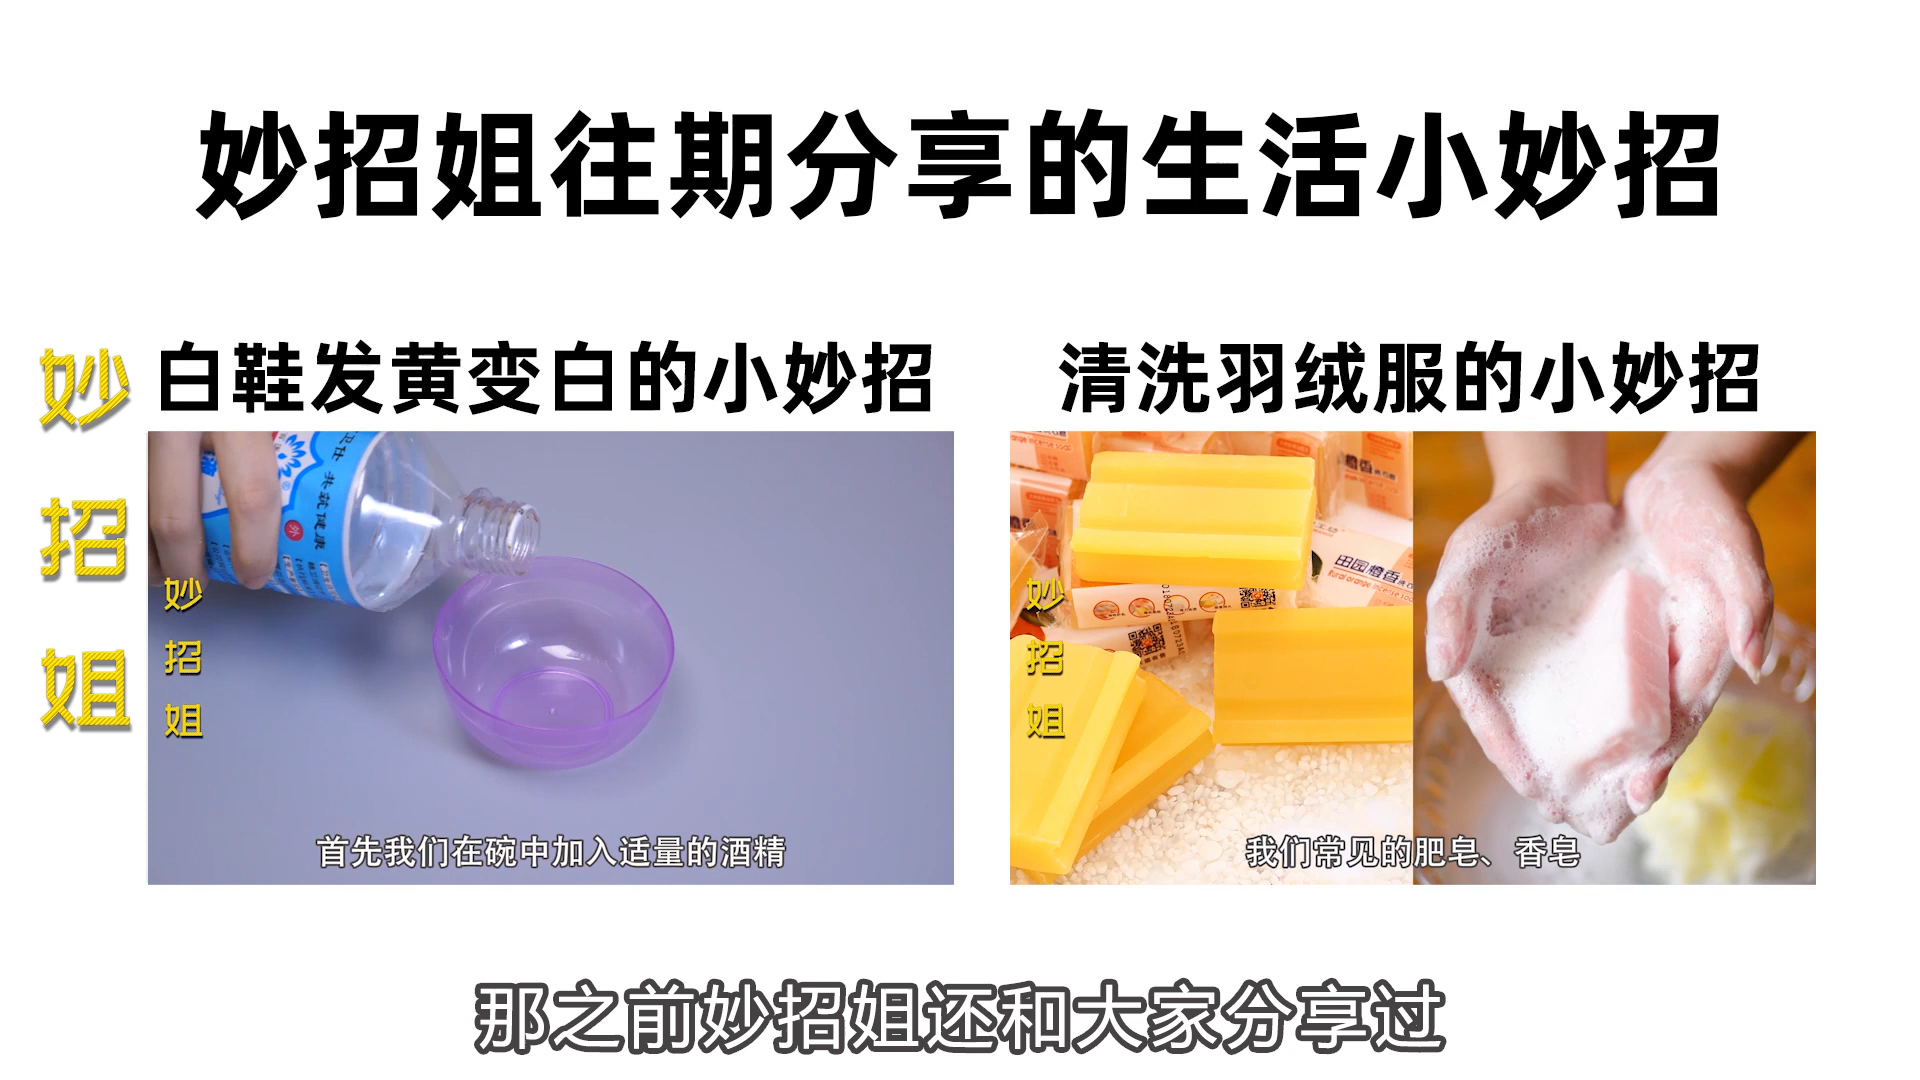 妙招姐往期分享的生活小妙招
白鞋发黄变白的小妙招
清洗羽绒服的小妙招
妙招姐
共筑健康
妙招姐
首先我们在碗中加入适量的酒精
田园橙香
妙招姐
我们常见的肥皂、香皂
那之前妙招姐还和大家分享过